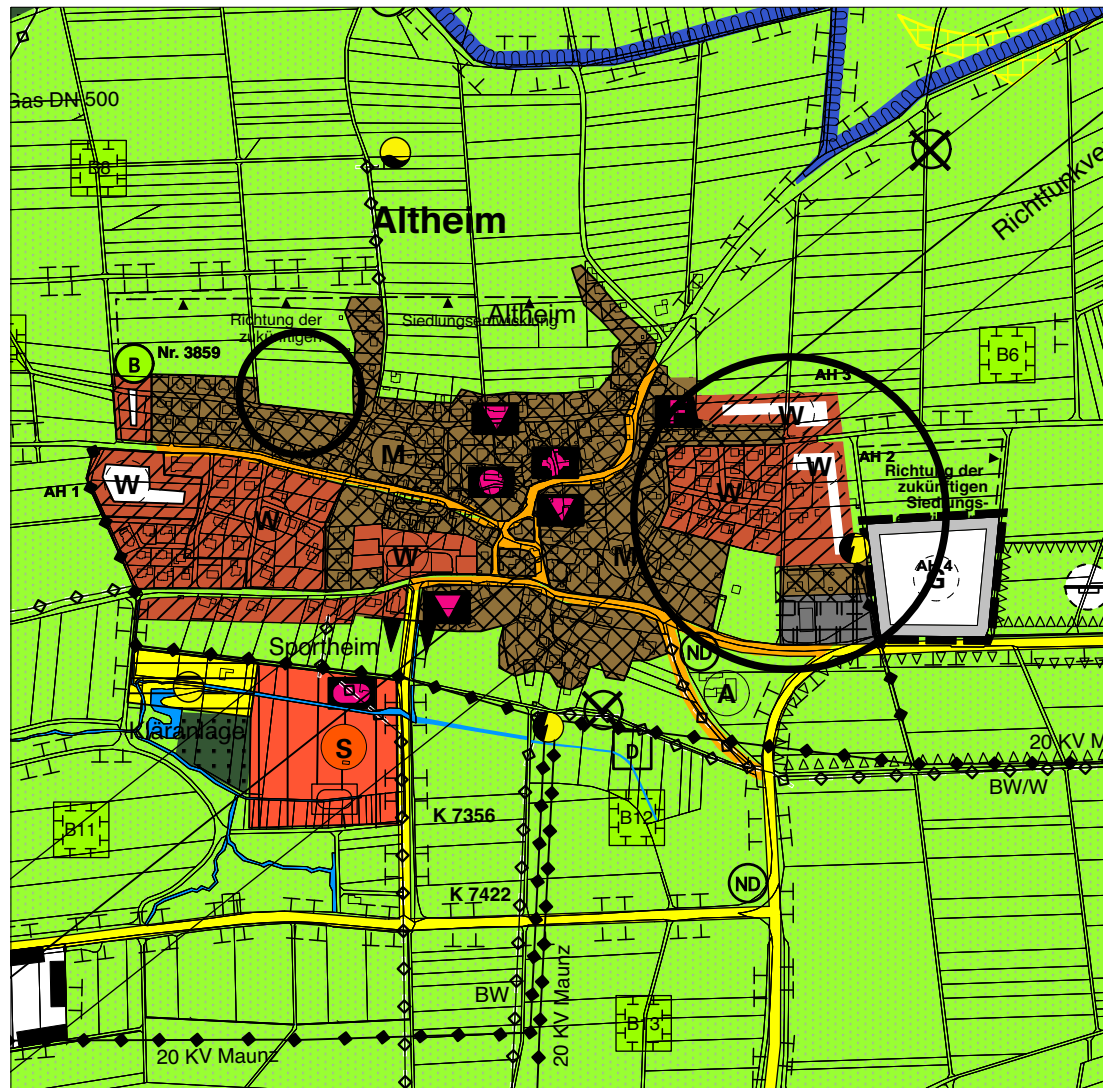 Gas DN 500
B8
Altheim
Richtfunkve
Richtung der
zukünftigen
Siedlungsentwicklung
Altheim
B
Nr. 3859
B6
AH 3
W
M
AH 2
W
Richtung der
zukünftigen
Siedlungs-
AH 1
W
W
W
W
M
AH 4
G
Sportheim
ND
A
Kläranlage
S
D
20 KV M
BW/W
B11
K 7356
B12
K 7422
ND
BW
20 KV Maunz
B13
20 KV Maunz